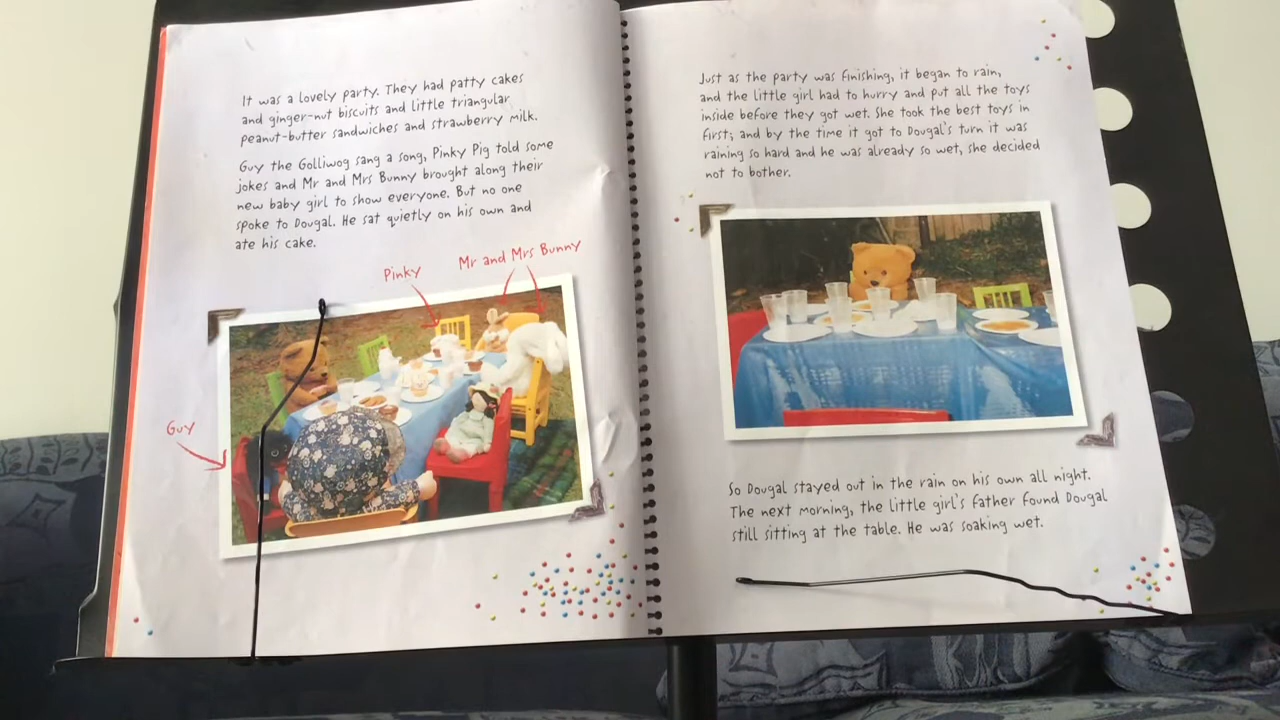 It was a lovely party. They had patty cakes
and ginger-nut biscuits and little triangular
peanut-butter sandwiches and strawberry milk.
Guy the Golliwog sang a song, Pinky Pig told some
jokes and Mr and Mrs Bunny brought along their
new baby girl to show everyone. But no one
spoke to Dougal. He sat quietly on his own and
ate his cake.
Pinky
Mr and Mrs Bunny
Guy
Just as the party was finishing, it began to rain,
and the little girl had to hurry and put all the toys
inside before they got wet. She took the best toys in
first; and by the time it got to Dougal's turn it was
raining so hard and he was already so wet, she decided
not to bother.
So Dougal stayed out in the rain on his own all night.
The next morning, the little girl's father found Dougal
still sitting at the table. He was soaking wet.